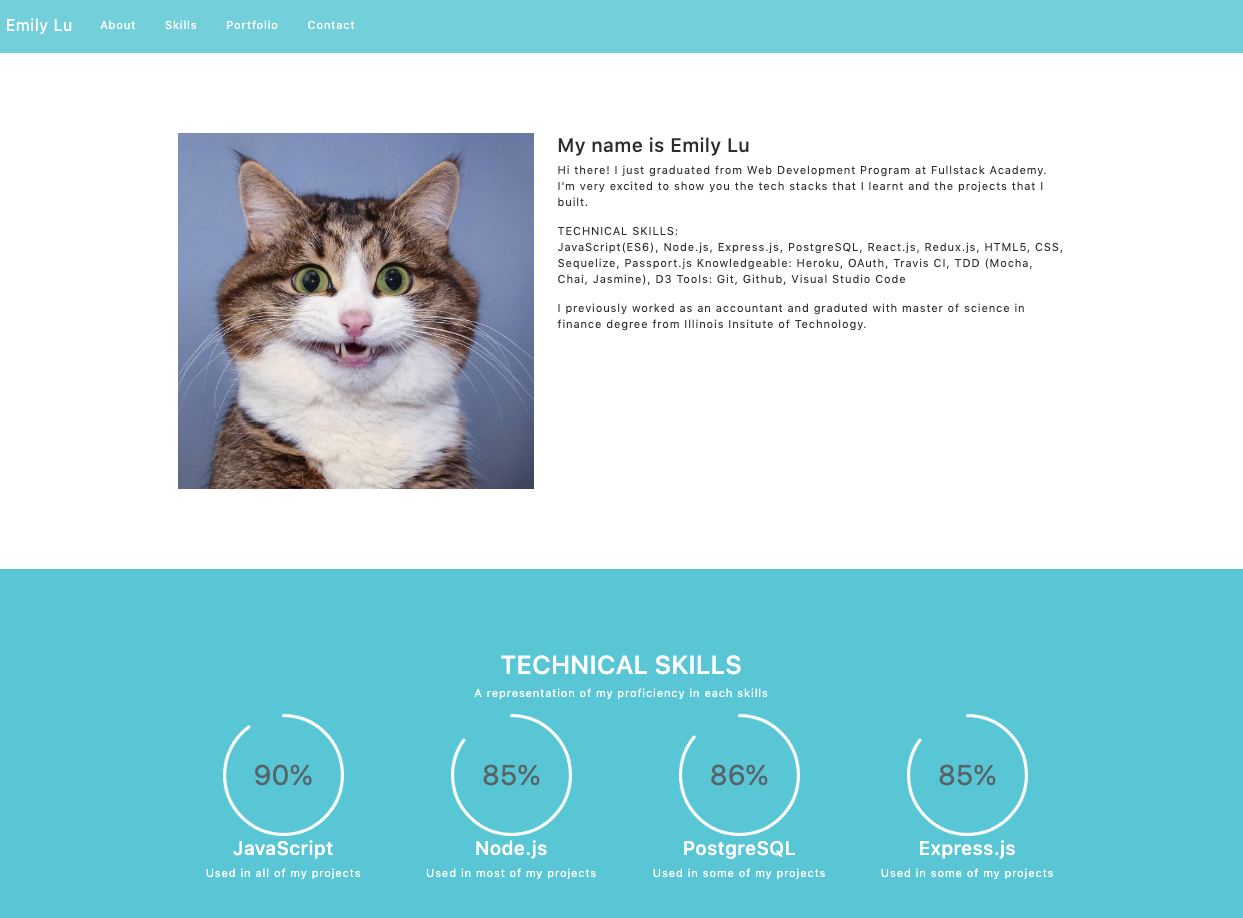 Emily Lu About Skills Portfolio Contact
My name is Emily Lu
Hi there! I just graduated from Web Development Program at Fullstack Academy.
I'm very excited to show you the tech stacks that I learnt and the projects that I
built.
TECHNICAL SKILLS:
JavaScript(ES6), Node.js, Express.js, PostgreSQL, React.js, Redux.js, HTML5, CSS,
Sequelize, Passport.js Knowledgeable: Heroku, OAuth, Travis CI, TDD (Mocha,
Chai, Jasmine), D3 Tools: Git, Github, Visual Studio Code
I previously worked as an accountant and graduted with master of science in
finance degree from Illinois Insitute of Technology.
TECHNICAL SKILLS
A representation of my proficiency in each skills
90% 85% 86% 85%
JavaScript Node.js PostgreSQL Express.js
Used in all of my projects Used in most of my projects Used in some of my projects Used in some of my projects